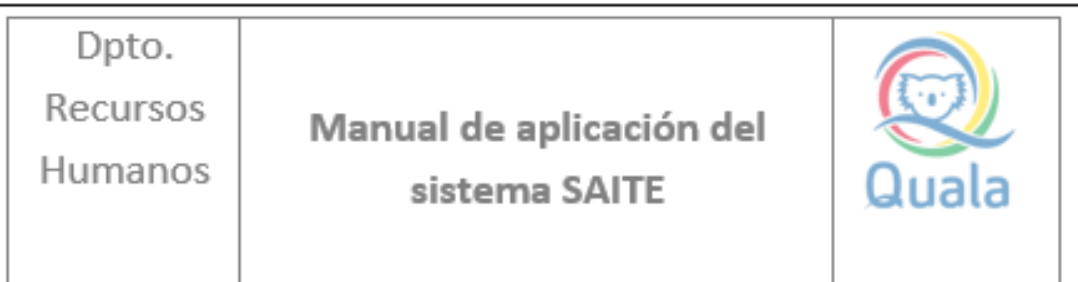 Dpto.
Recursos
Humanos
Manual de aplicación del
sistema SAITE
Quala